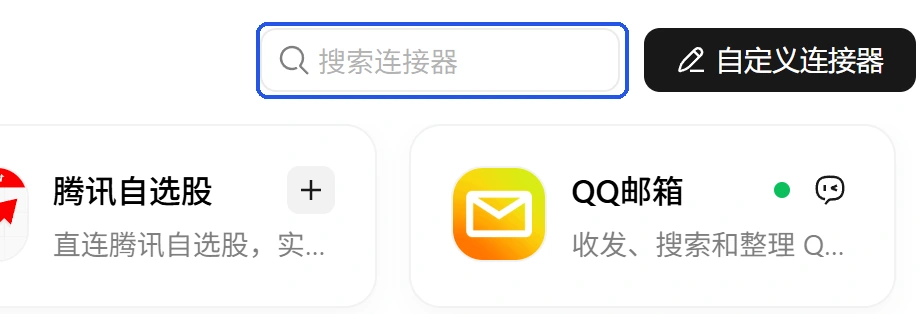 搜索连接器
自定义连接器
腾讯自选股
直连腾讯自选股，实...
QQ邮箱
收发、搜索和整理 Q...